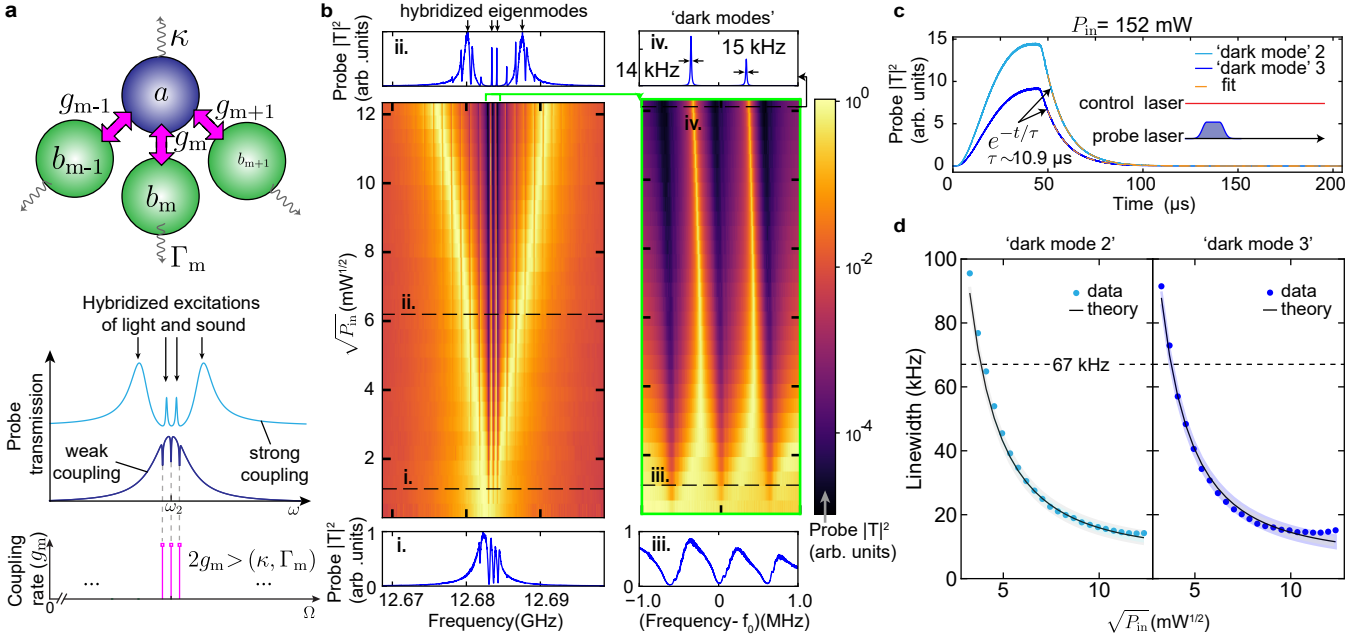 a
κ
a
g_m-1
g_m+1
g_m
b_m-1
b_m
b_m+1
Γ_m
Hybridized excitations
of light and sound
Probe
transmission
weak
coupling
strong
coupling
ω_2
ω
Coupling
rate (g_m)
2g_m > (κ, Γ_m)
... ...
0
Ω
b
hybridized eigenmodes
'dark modes'
Probe |T|²
(arb .units)
ii.
Probe |T|²
(arb. units)
iv.
14 kHz
15 kHz
12
10
8
6
4
2
√P_in (mW^1/2)
ii.
i.
iv.
iii.
10^0
10^-2
10^-4
Probe |T|²
(arb. units)
Probe |T|²
(arb .units)
1
0
i.
12.67
12.68
12.69
Frequency(GHz)
Probe |T|²
(arb. units)
1
0
iii.
-1.0
0
1.0
(Frequency- f_0)(MHz)
c
P_in = 152 mW
Probe |T|²
(arb. units)
15
10
5
0
'dark mode' 2
'dark mode' 3
fit
control laser
probe laser
e^-t/τ
τ ~10.9 µs
0
50
100
150
200
Time (µs)
d
'dark mode 2'
'dark mode 3'
Linewidth (kHz)
100
80
60
40
20
0
data
theory
data
theory
67 kHz
5
10
5
10
√P_in (mW^1/2)